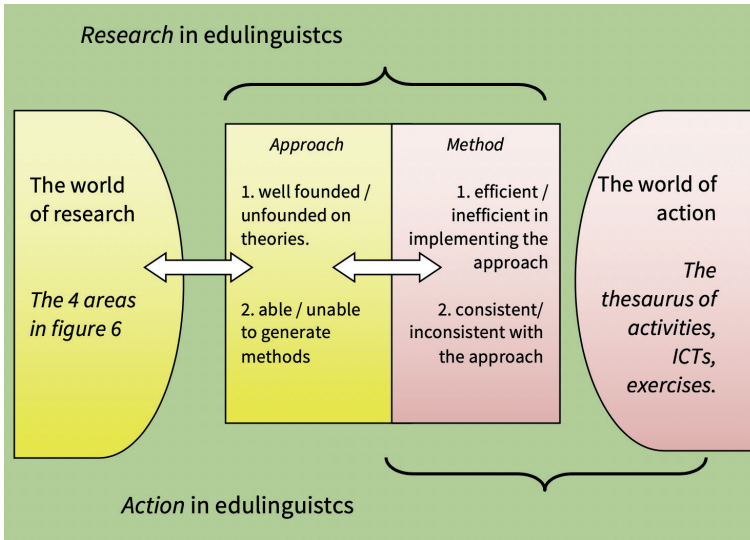 Research in edulinguistcs
The world
of research
The 4 areas
in figure 6
Approach
1. well founded /
unfounded on
theories.
2. able / unable
to generate
methods
Method
1. efficient /
inefficient in
implementing the
approach
2. consistent/
inconsistent with
the approach
The world of
action
The
thesaurus of
activities,
ICTs,
exercises.
Action in edulinguistcs